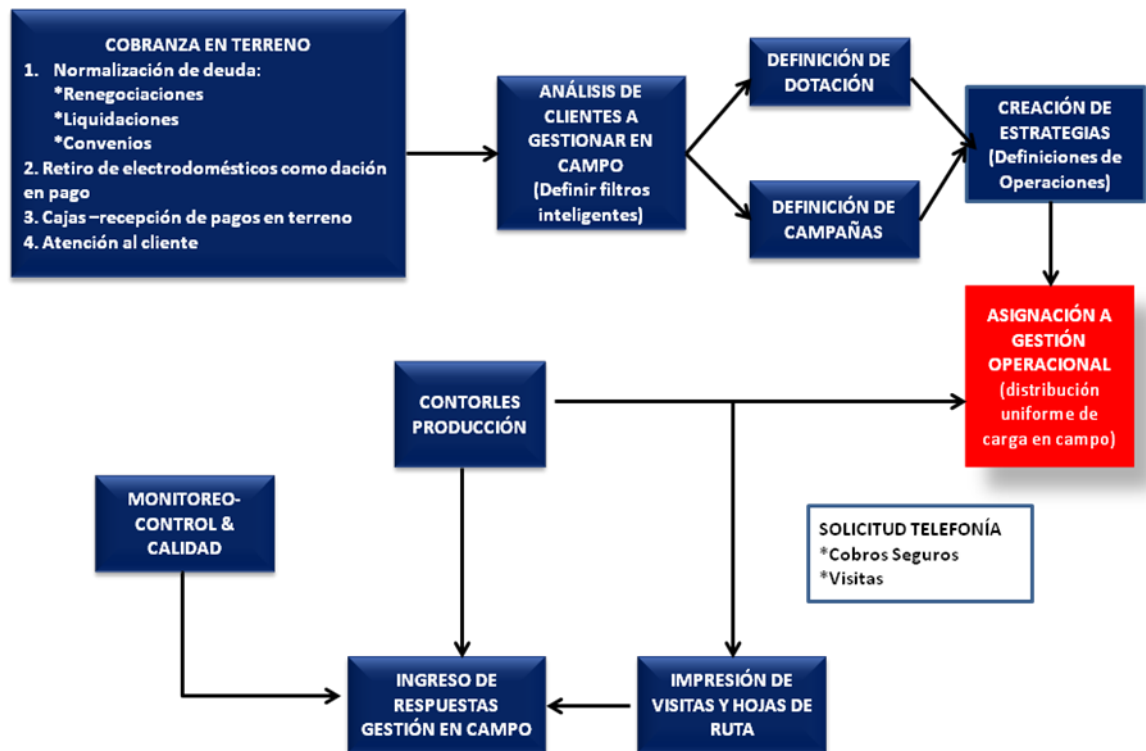 COBRANZA EN TERRENO
1. Normalización de deuda:
*Renegociaciones
*Liquidaciones
*Convenios
2. Retiro de electrodomésticos como dación
en pago
3. Cajas –recepción de pagos en terreno
4. Atención al cliente
ANÁLISIS DE
CLIENTES A
GESTIONAR EN
CAMPO
(Definir filtros
inteligentes)
DEFINICIÓN DE
DOTACIÓN
DEFINICIÓN DE
CAMPAÑAS
CREACIÓN DE
ESTRATEGIAS
(Definiciones de
Operaciones)
ASIGNACIÓN A
GESTIÓN
OPERACIONAL
(distribución
uniforme de
carga en campo)
CONTORLES
PRODUCCIÓN
MONITOREO-
CONTROL &
CALIDAD
SOLICITUD TELEFONÍA
*Cobros Seguros
*Visitas
INGRESO DE
RESPUESTAS
GESTIÓN EN CAMPO
IMPRESIÓN DE
VISITAS Y HOJAS DE
RUTA